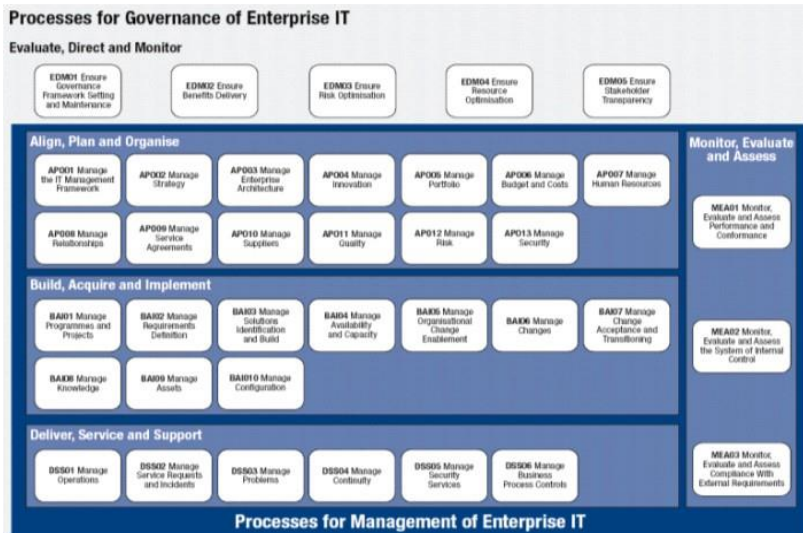 Processes for Governance of Enterprise IT
Evaluate, Direct and Monitor
EDM01 Ensure
Governance
Framework Setting
and Maintenance
EDM02 Ensure
Benefits Delivery
EDM03 Ensure
Risk Optimisation
EDM04 Ensure
Resource
Optimisation
EDM05 Ensure
Stakeholder
Transparency
Align, Plan and Organise
APO01 Manage
the IT Management
Framework
APO02 Manage
Strategy
APO03 Manage
Enterprise
Architecture
APO04 Manage
Innovation
APO05 Manage
Portfolio
APO06 Manage
Budget and Costs
APO07 Manage
Human Resources
APO08 Manage
Relationships
APO09 Manage
Service
Agreements
APO10 Manage
Suppliers
APO11 Manage
Quality
APO12 Manage
Risk
APO13 Manage
Security
Build, Acquire and Implement
BAI01 Manage
Programmes and
Projects
BAI02 Manage
Requirements
Definition
BAI03 Manage
Solutions
Identification
and Build
BAI04 Manage
Availability
and Capacity
BAI05 Manage
Organisational
Change
Enablement
BAI06 Manage
Changes
BAI07 Manage
Change
Acceptance and
Transitioning
BAI08 Manage
Knowledge
BAI09 Manage
Assets
BAI010 Manage
Configuration
Deliver, Service and Support
DSS01 Manage
Operations
DSS02 Manage
Service Requests
and Incidents
DSS03 Manage
Problems
DSS04 Manage
Continuity
DSS05 Manage
Security
Services
DSS06 Manage
Business
Process Controls
Monitor, Evaluate
and Assess
MEA01 Monitor,
Evaluate and Assess
Performance and
Conformance
MEA02 Monitor,
Evaluate and Assess
the System of Internal
Control
MEA03 Monitor,
Evaluate and Assess
Compliance With
External Requirements
Processes for Management of Enterprise IT